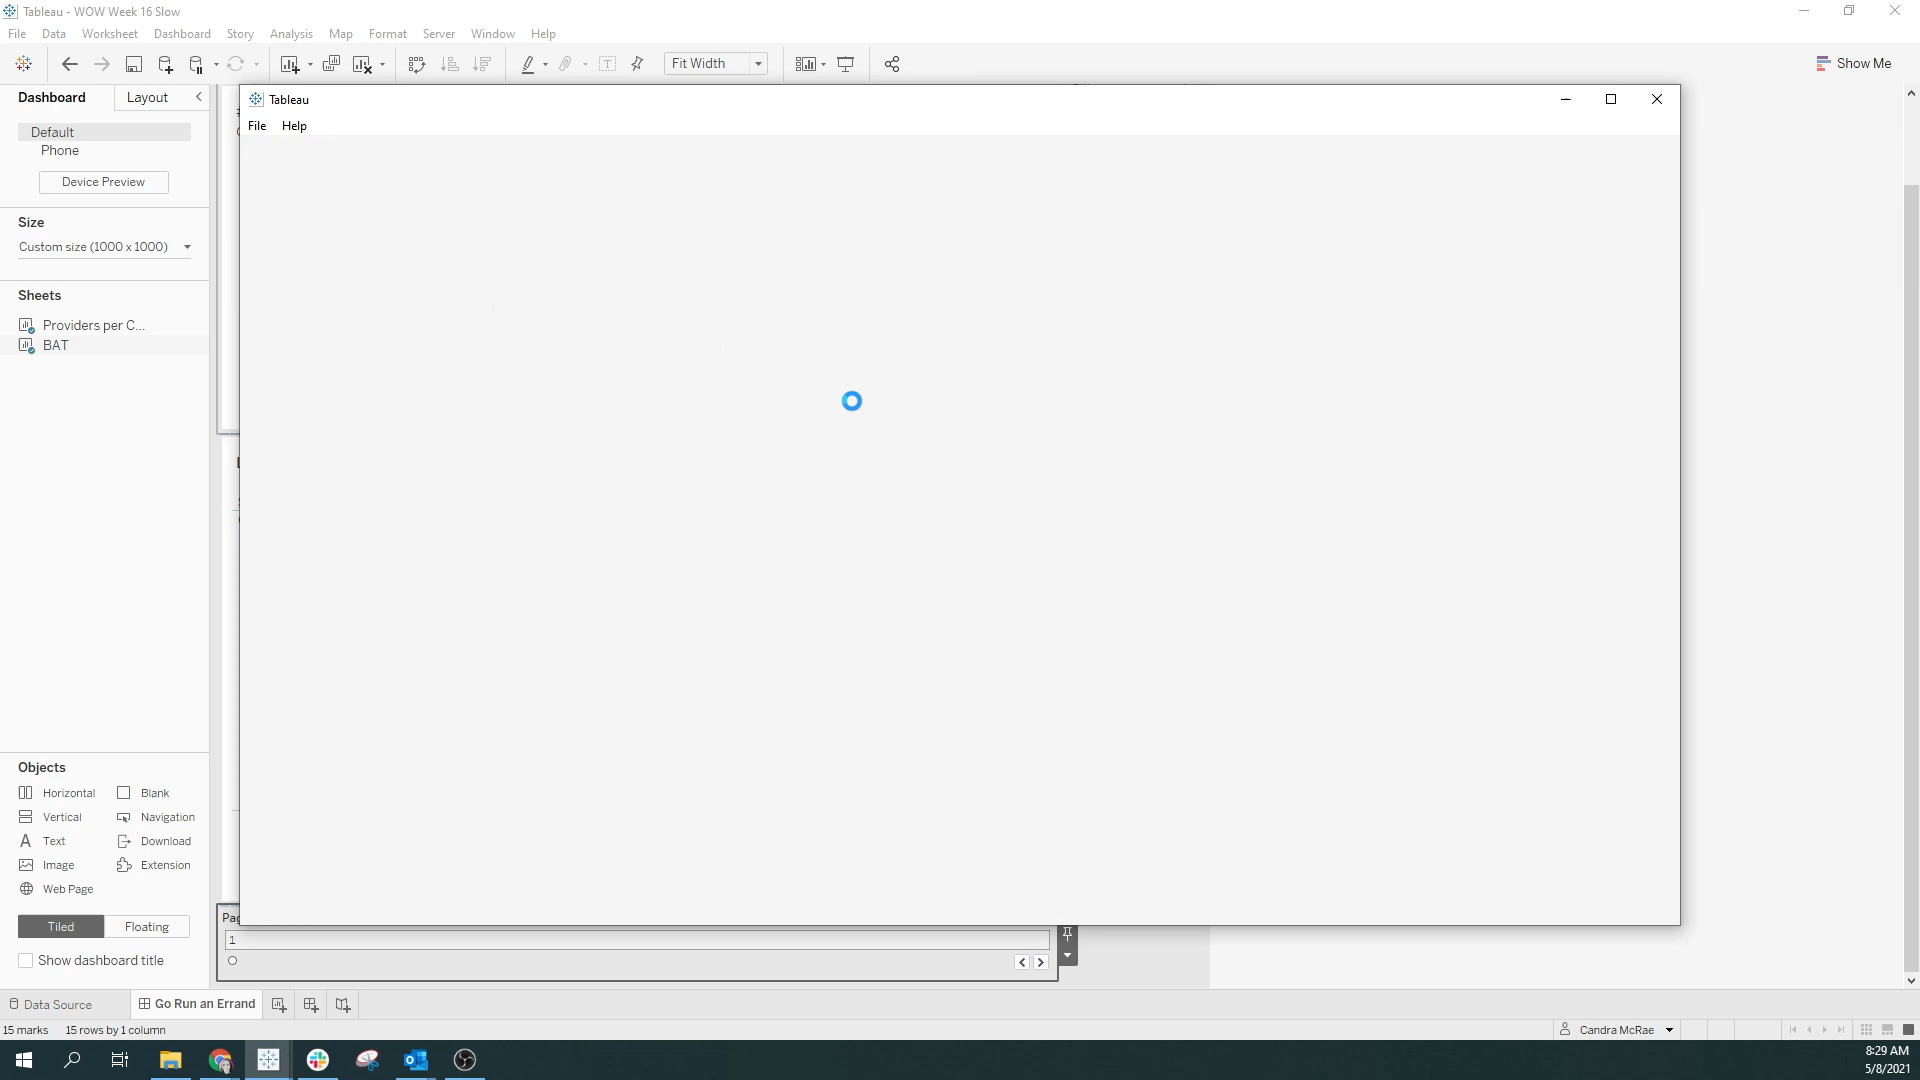 Tableau - WOW Week 16 Slow
File Data Worksheet Dashboard Story Analysis Map Format Server Window Help
Fit Width
Show Me
Dashboard Layout
Default
Phone
Device Preview
Size
Custom size (1000 x 1000)
Sheets
Providers per C...
BAT
Tableau
File Help
Objects
Horizontal Blank
Vertical Navigation
Text Download
Image Extension
Web Page
Tiled Floating
Show dashboard title
1
Data Source Go Run an Errand
15 marks 15 rows by 1 column Candra McRae
8:29 AM
5/8/2021